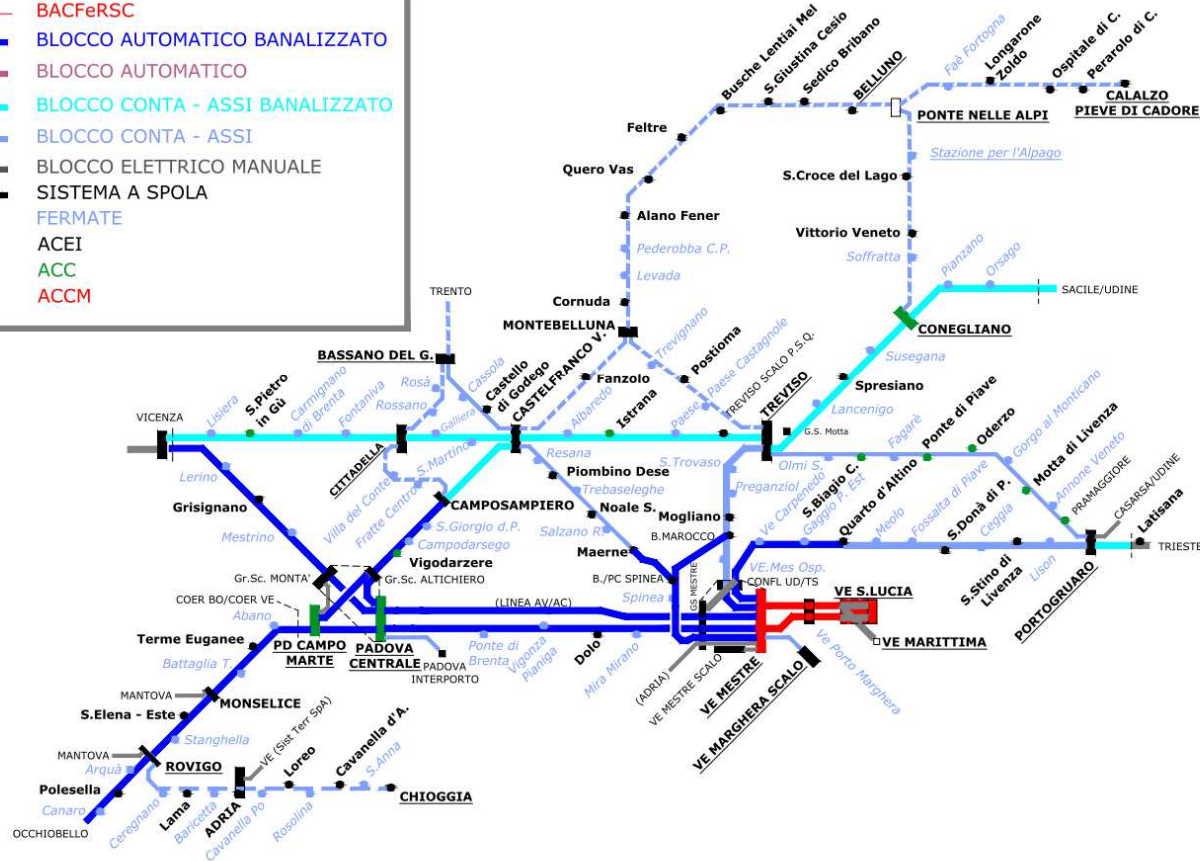 BACFeRSC
BLOCCO AUTOMATICO BANALIZZATO
BLOCCO AUTOMATICO
BLOCCO CONTA - ASSI BANALIZZATO
BLOCCO CONTA - ASSI
BLOCCO ELETTRICO MANUALE
SISTEMA A SPOLA
FERMATE
ACEI
ACC
ACCM
Busche Lentiai Mel
S.Giustina Cesio
Sedico Bribano
BELLUNO
Faè Fortogna
Longarone
Zoldo
Ospitale di C.
Perarolo di C.
CALALZO
PIEVE DI CADORE
PONTE NELLE ALPI
Feltre
Quero Vas
Stazione per l'Alpago
S.Croce del Lago
Alano Fener
Vittorio Veneto
Pederobba C.P.
Soffratta
Levada
Pianzano
Orsago
SACILE/UDINE
TRENTO
Cornuda
MONTEBELLUNA
CONEGLIANO
BASSANO DEL G.
Cassola
Castello
di Godego
CASTELFRANCO V.
Fanzolo
Trevignano
Postioma
Paese Castagnole
TREVISO SCALO P.S.Q.
TREVISO
Susegana
Spresiano
Lancenigo
G.S. Motta
VICENZA
Lisiera
S.Pietro
in Gù
Carmignano
di Brenta
Fontaniva
Rosà
Rossano
Galliera
Albaredo
Istrana
Paese
CITTADELLA
S.Martino
Resana
S.Trovaso
Olmi S.
Fagarè
Ponte di Piave
Oderzo
Gorgo al Monticano
Motta di Livenza
Annone Veneto
PRAMAGGIORE
CASARSA/UDINE
Latisana
TRIESTE
Lerino
Grisignano
Mestrino
Villa del Conte
Fratte Centro
CAMPOSAMPIERO
S.Giorgio d.P.
Campodarsego
Vigodarzere
Piombino Dese
Trebaseleghe
Noale S.
Salzano R.
Maerne
Preganziol
Mogliano
B.MAROCCO
Ve Carpenedo
S.Biagio C.
Gaggio P. Est
Quarto d'Altino
Meolo
Fossalta di Piave
S.Donà di P.
Ceggia
S.Stino di
Livenza
Lison
PORTOGRUARO
Gr.Sc. MONTA'
Gr.Sc. ALTICHIERO
B./PC SPINEA
Spinea
GS MESTRE
VE.Mes Osp.
CONFL UD/TS
COER BO/COER VE
Abano
(LINEA AV/AC)
VE S.LUCIA
VE MARITTIMA
Terme Euganee
Battaglia T.
PD CAMPO
MARTE
PADOVA
CENTRALE
PADOVA
INTERPORTO
Ponte di
Brenta
Vigonza
Pianiga
Dolo
Mira Mirano
(ADRIA)
VE MESTRE SCALO
VE MESTRE
VE MARGHERA SCALO
Ve Porto Marghera
MANTOVA
MONSELICE
S.Elena - Este
Stanghella
MANTOVA
ROVIGO
Arquà
Polesella
Canaro
OCCHIOBELLO
VE (Sist Terr SpA)
Loreo
Cavanella d'A.
S.Anna
CHIOGGIA
Ceregnano
Lama
Baricetta
ADRIA
Cavanella Po
Rosolina